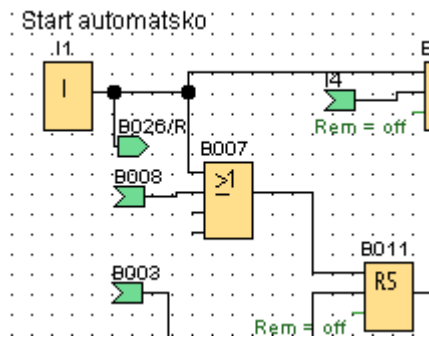 Start automatsko
I1
I
I4
B026/R
Rem = off
B007
≥1
B008
B011
B003
RS
Rem = off